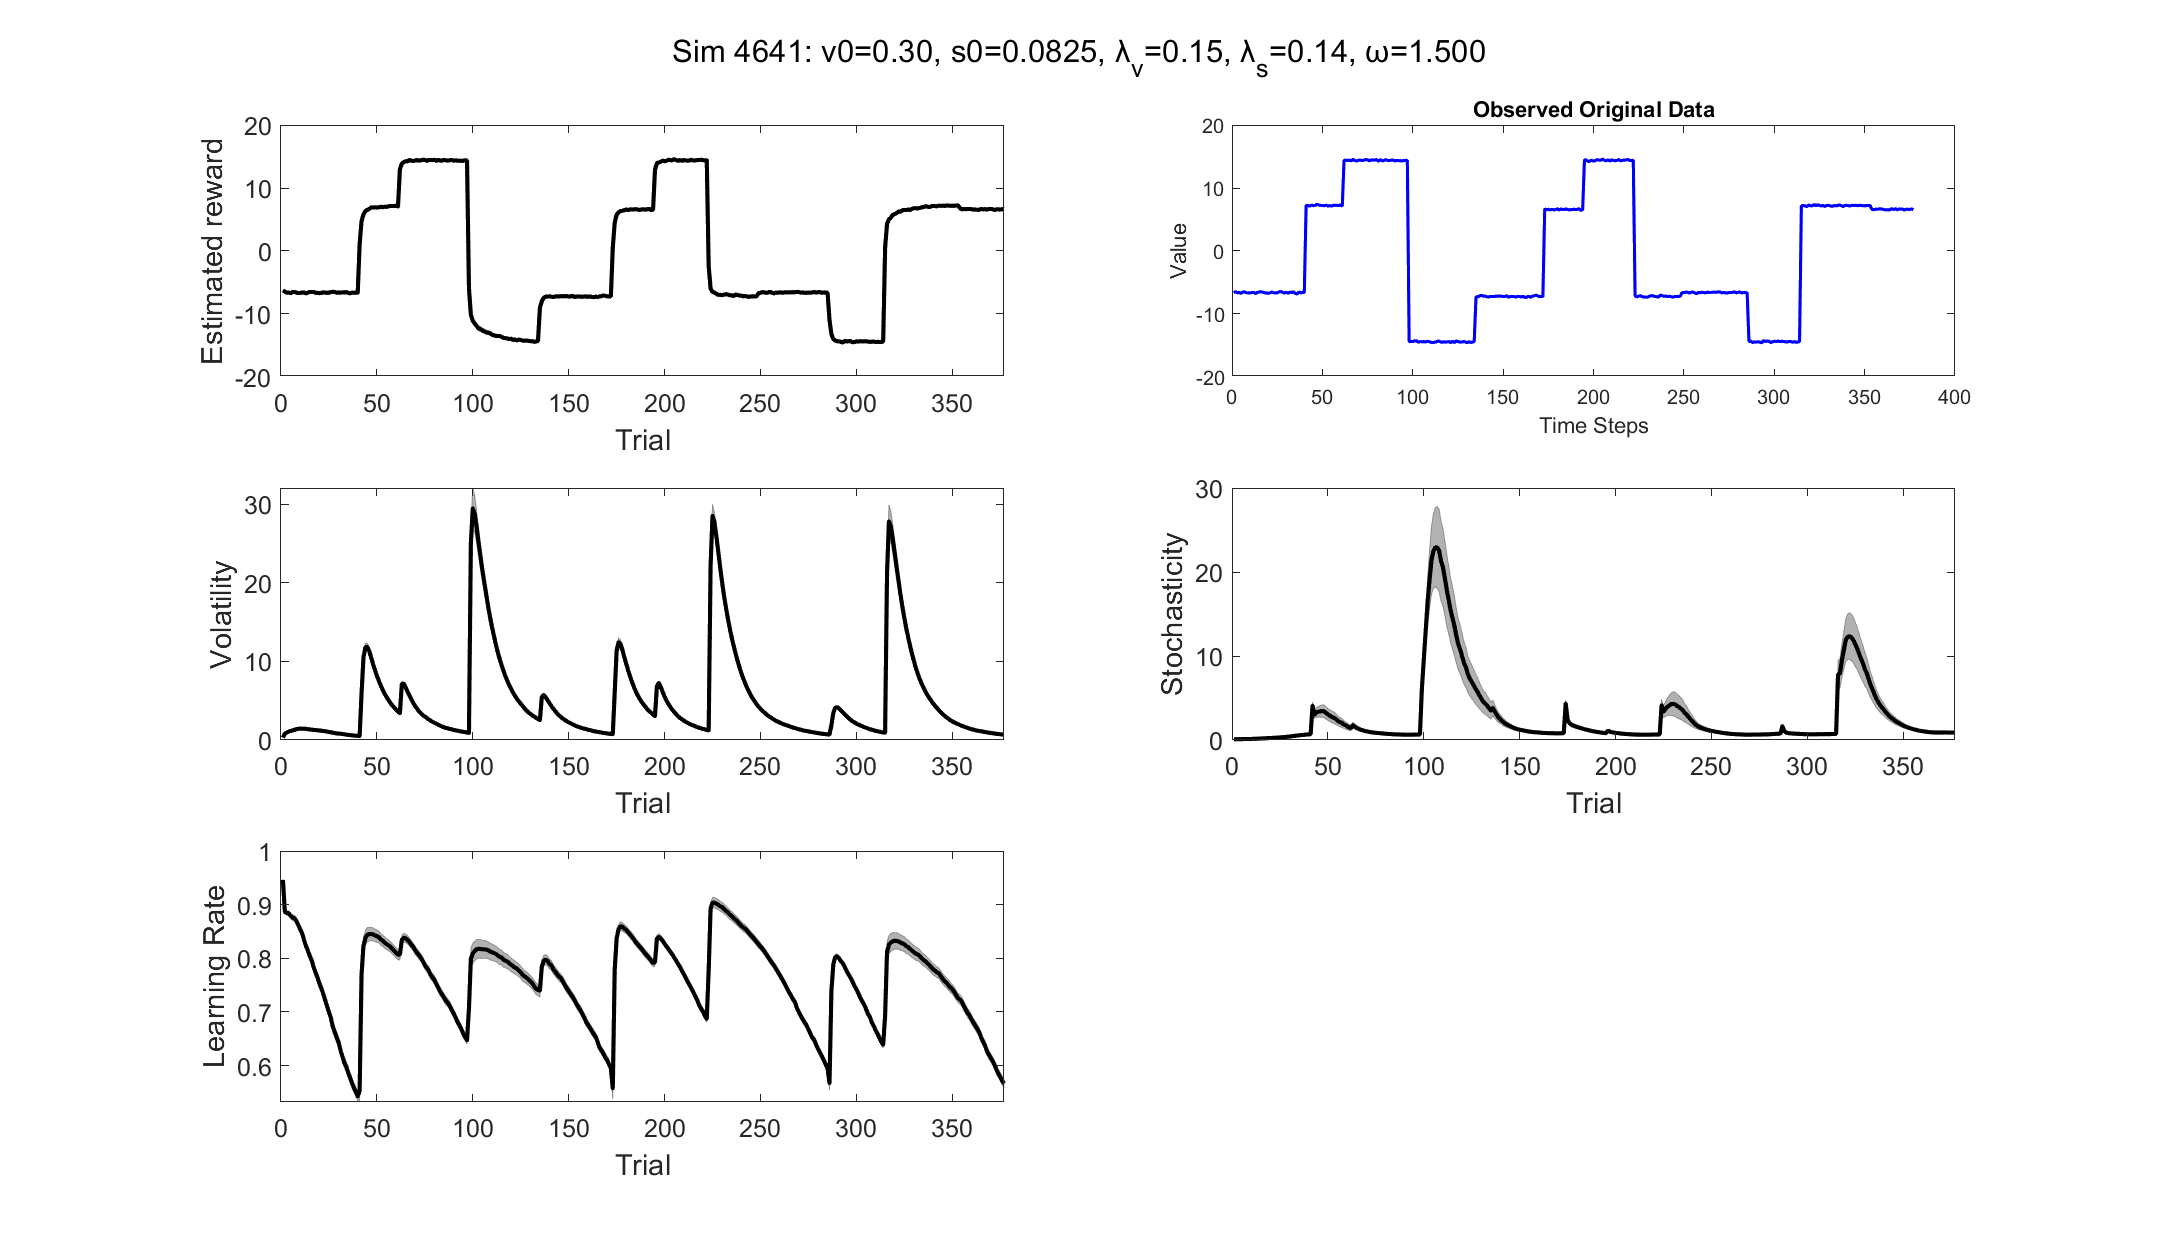 Sim 4641: v0=0.30, s0=0.0825, λ_v=0.15, λ_s=0.14, ω=1.500
20
10
0
-10
-20
Estimated reward
0 50 100 150 200 250 300 350
Trial
Observed Original Data
20
10
0
-10
-20
Value
0 50 100 150 200 250 300 350 400
Time Steps
30
20
10
0
Volatility
0 50 100 150 200 250 300 350
Trial
30
20
10
0
Stochasticity
0 50 100 150 200 250 300 350
Trial
1
0.9
0.8
0.7
0.6
Learning Rate
0 50 100 150 200 250 300 350
Trial